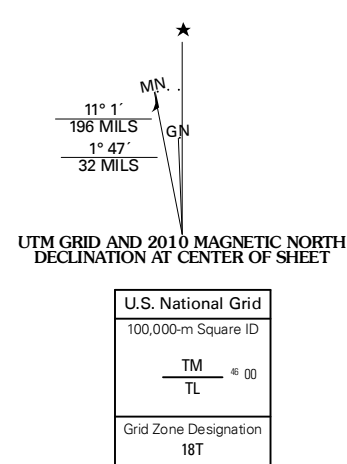 ★
MN
GN
11° 1´
196 MILS
1° 47´
32 MILS
UTM GRID AND 2010 MAGNETIC NORTH
DECLINATION AT CENTER OF SHEET
U.S. National Grid
100,000-m Square ID
TM
46 00
TL
Grid Zone Designation
18T